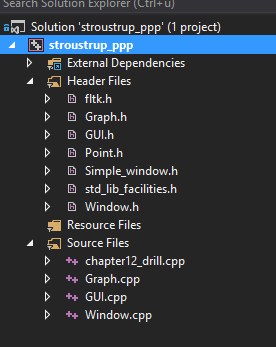 Search Solution Explorer (Ctrl+u)
Solution 'stroustrup_ppp' (1 project)
stroustrup_ppp
External Dependencies
Header Files
fltk.h
Graph.h
GUI.h
Point.h
Simple_window.h
std_lib_facilities.h
Window.h
Resource Files
Source Files
chapter12_drill.cpp
Graph.cpp
GUI.cpp
Window.cpp